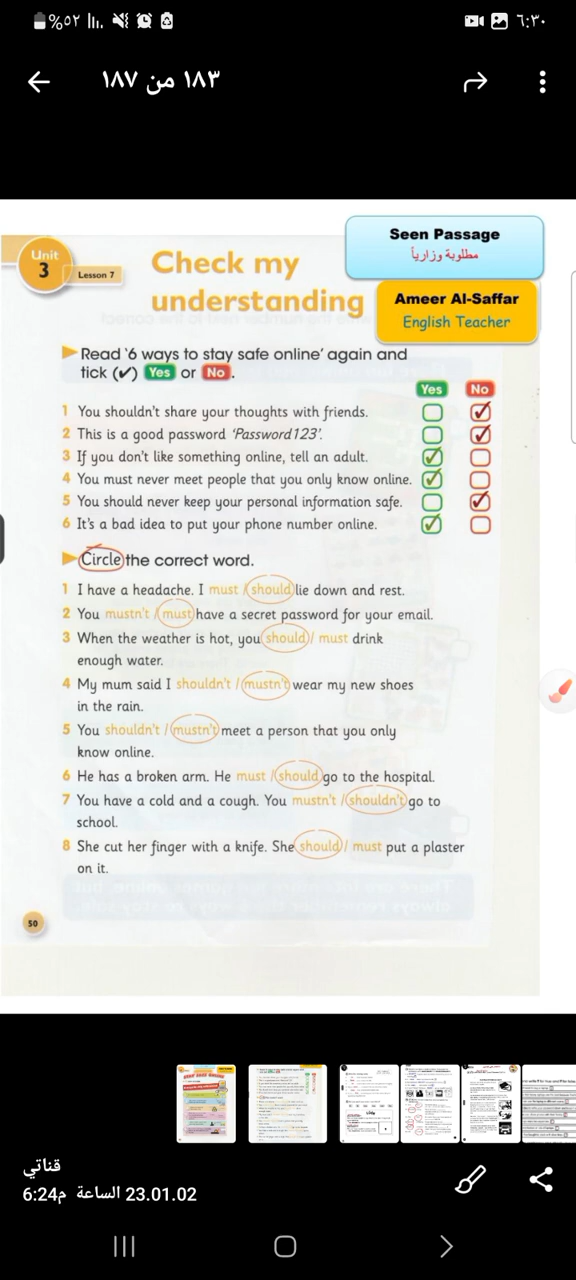 %٥٢
٦:٣٠
١٨٣ من ١٨٧
Seen Passage
مطلوبة وزارياً
Unit
3
Lesson 7
Check my
understanding
Ameer Al-Saffar
English Teacher
Read '6 ways to stay safe online' again and
tick (✔) Yes or No.
Yes No
1 You shouldn't share your thoughts with friends.
2 This is a good password 'Password123'.
3 If you don't like something online, tell an adult.
4 You must never meet people that you only know online.
5 You should never keep your personal information safe.
6 It's a bad idea to put your phone number online.
Circle the correct word.
1 I have a headache. I must / should lie down and rest.
2 You mustn't / must have a secret password for your email.
3 When the weather is hot, you should / must drink
enough water.
4 My mum said I shouldn't / mustn't wear my new shoes
in the rain.
5 You shouldn't / mustn't meet a person that you only
know online.
6 He has a broken arm. He must / should go to the hospital.
7 You have a cold and a cough. You mustn't / shouldn't go to
school.
8 She cut her finger with a knife. She should / must put a plaster
on it.
50
قناتي
23.01.02 الساعة 6:24م